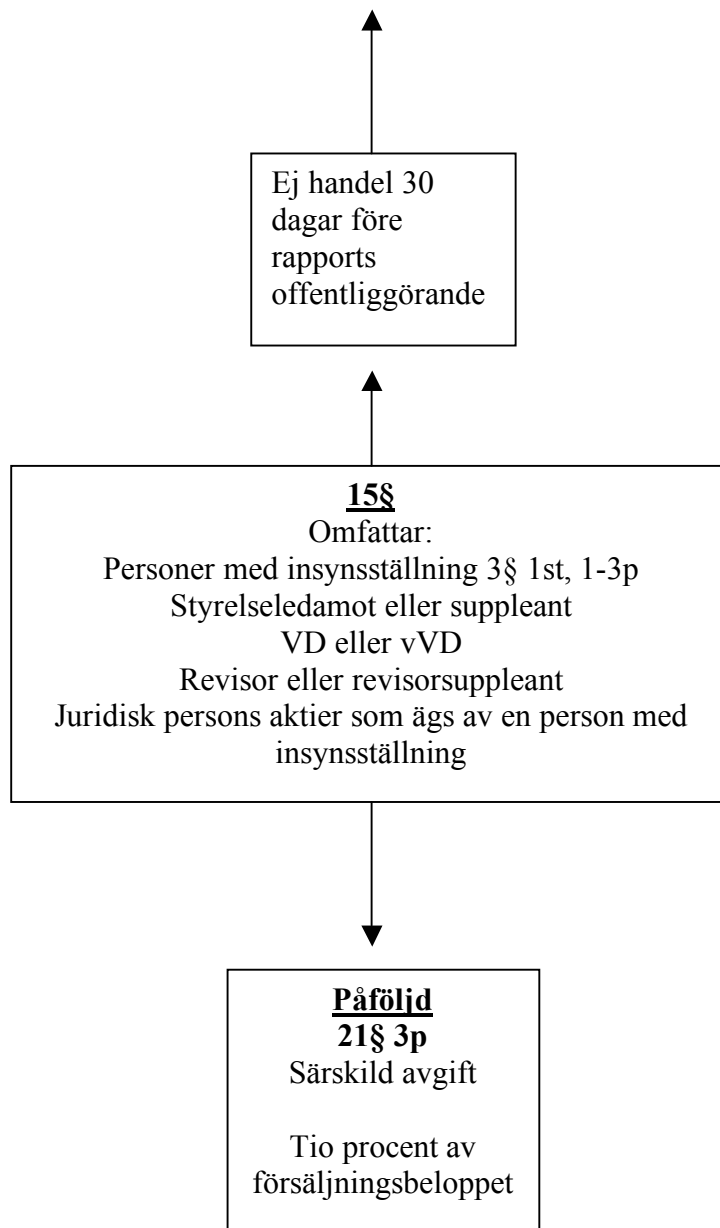 Ej handel 30
dagar före
rapports
offentliggörande
15§
Omfattar:
Personer med insynsställning 3§ 1st, 1-3p
Styrelseledamot eller suppleant
VD eller vVD
Revisor eller revisorsuppleant
Juridisk persons aktier som ägs av en person med
insynsställning
Påföljd
21§ 3p
Särskild avgift
Tio procent av
försäljningsbeloppet